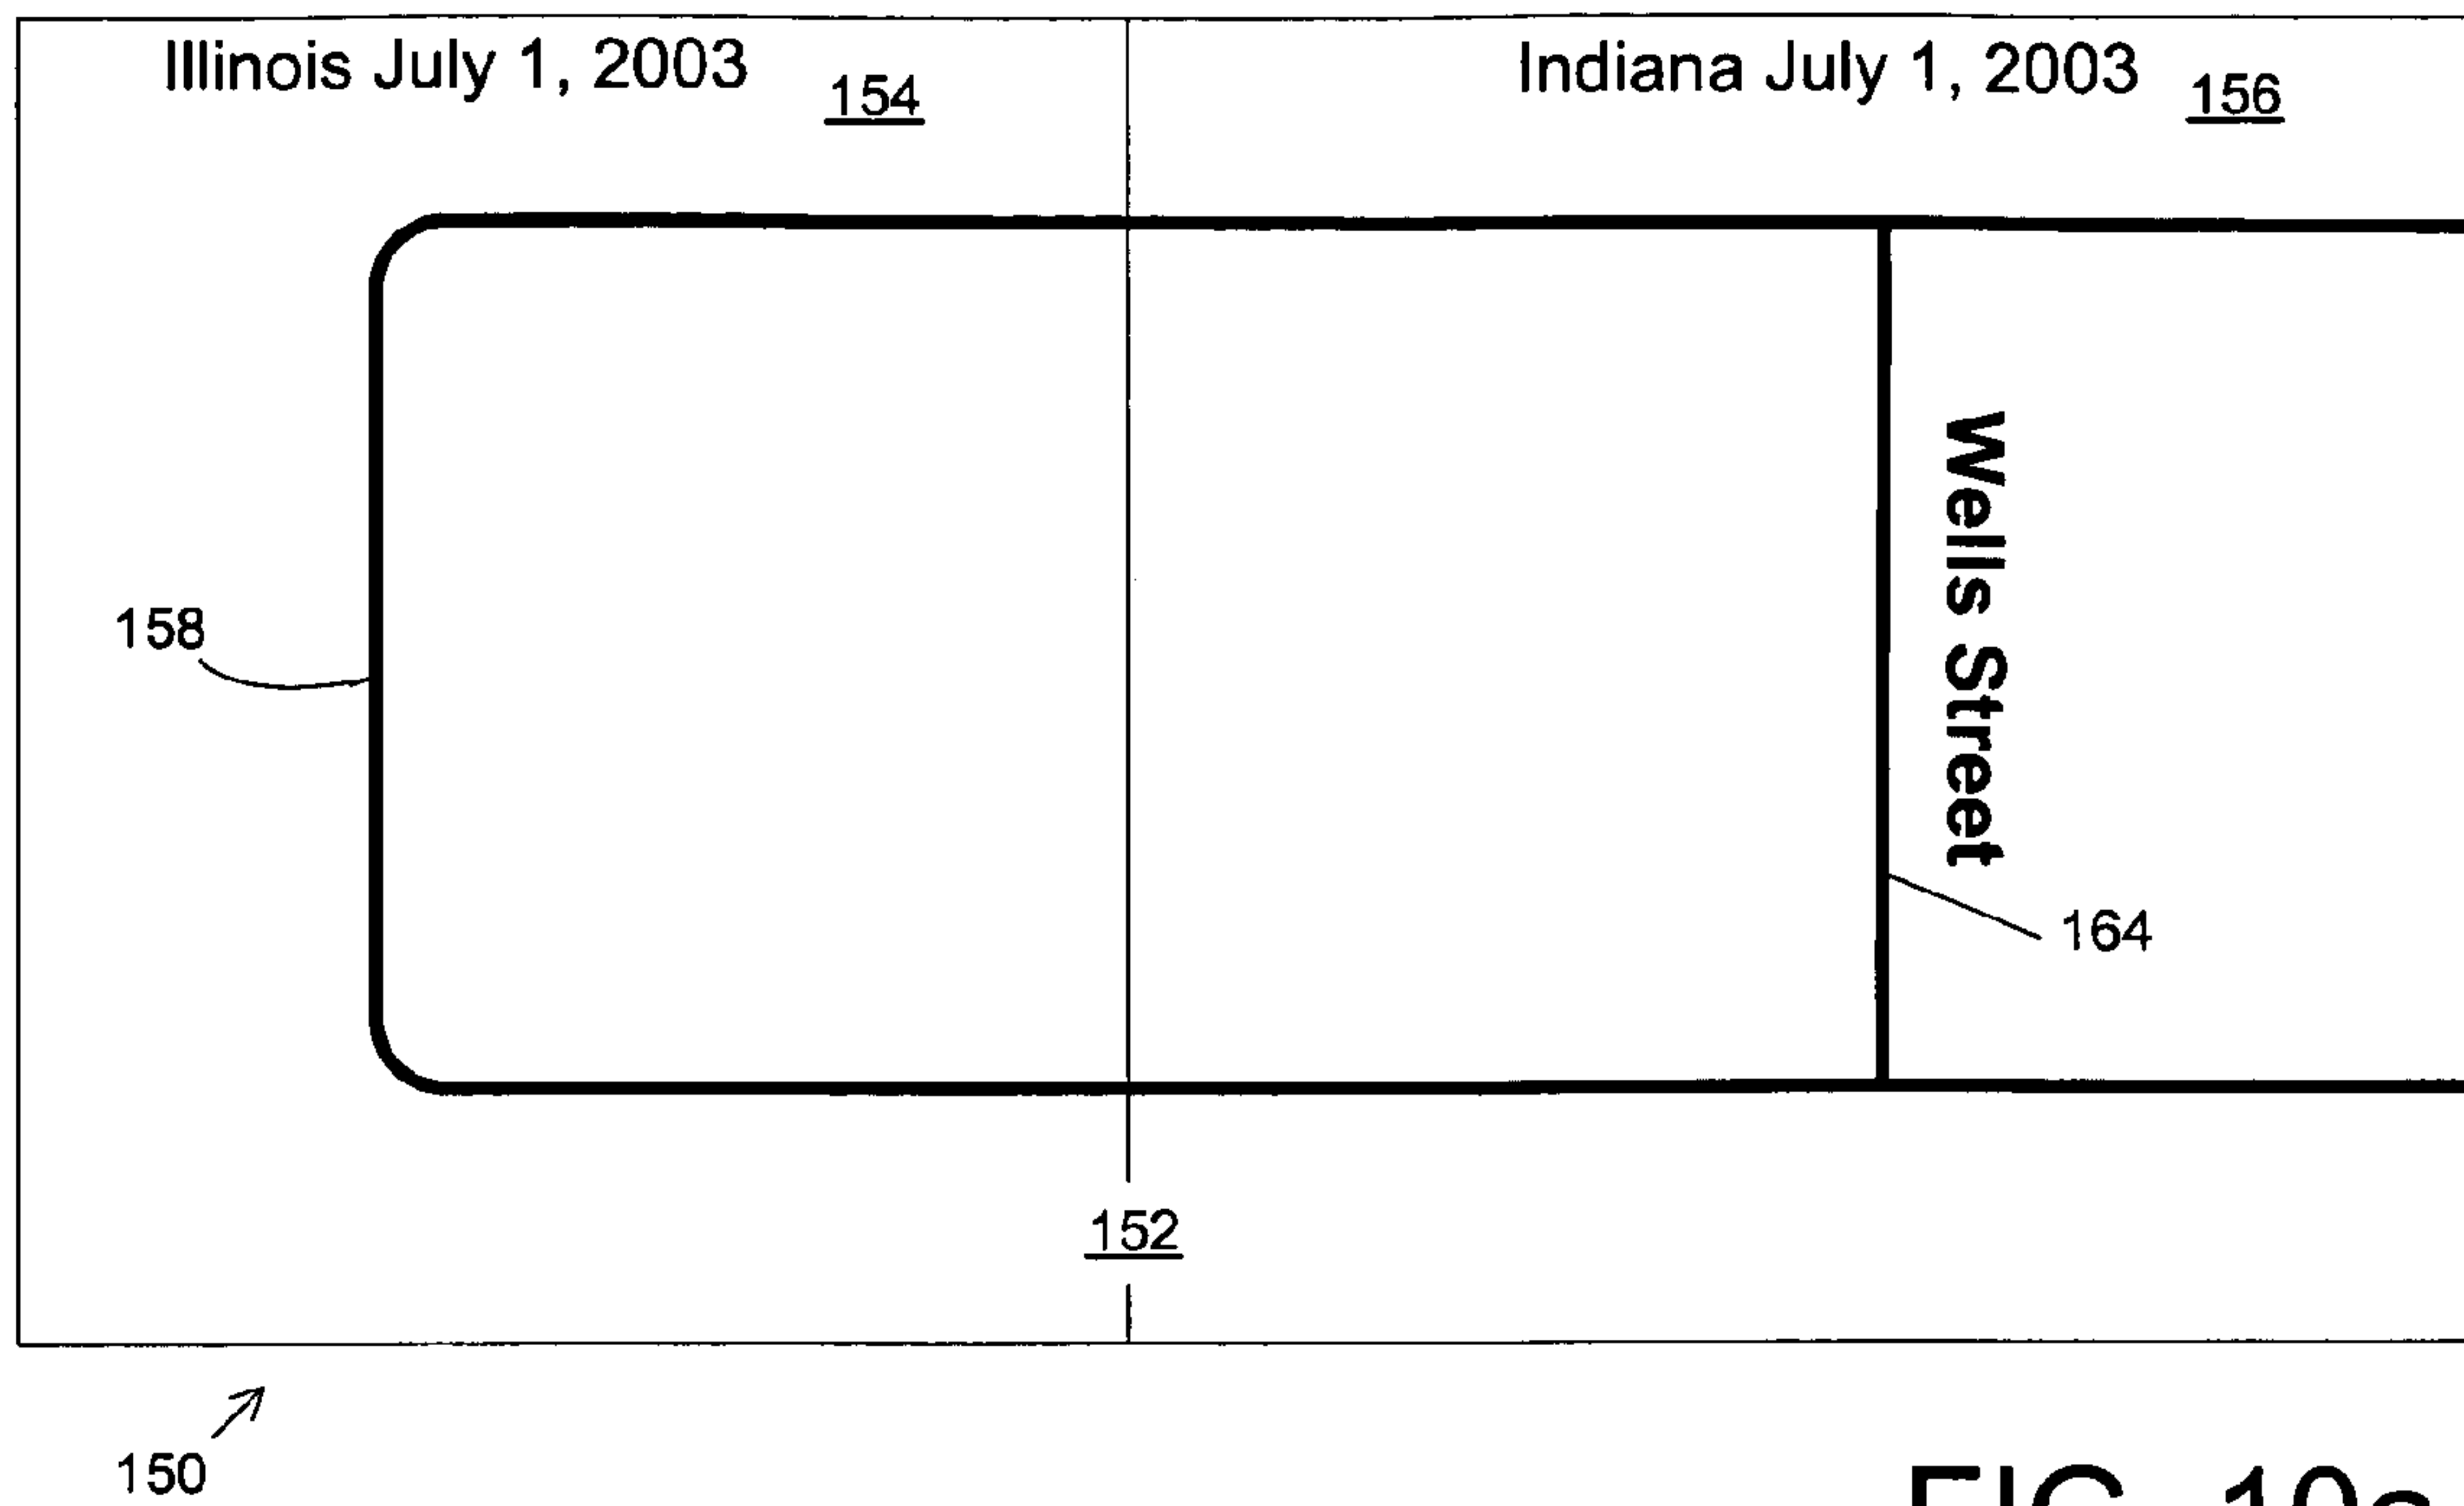 Illinois July 1, 2003
154
Indiana July 1, 2003
156
158
Wells Street
164
152
150